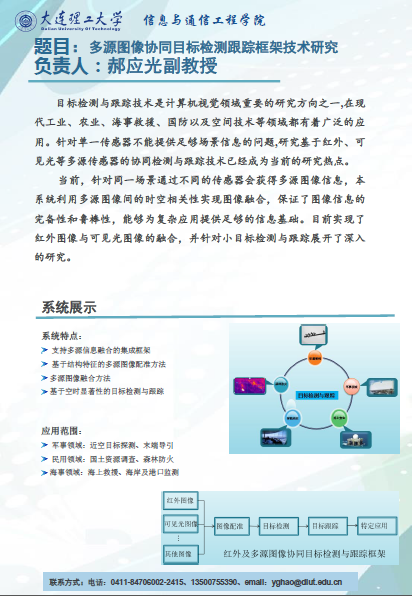 大连理工大学 信息与通信工程学院
Dalian University Of Technology
题目：多源图像协同目标检测跟踪框架技术研究
负责人：郝应光副教授
目标检测与跟踪技术是计算机视觉领域重要的研究方向之一,在现
代工业、农业、海事救援、国防以及空间技术等领域都有着广泛的应
用。针对单一传感器不能提供足够场景信息的问题,研究基于红外、可
见光等多源传感器的协同检测与跟踪技术已经成为当前的研究热点。
当前，针对同一场景通过不同的传感器会获得多源图像信息，本
系统利用多源图像间的时空相关性实现图像融合，保证了图像信息的
完备性和鲁棒性，能够为复杂应用提供足够的信息基础。目前实现了
红外图像与可见光图像的融合，并针对小目标检测与跟踪展开了深入
的研究。
系统展示
系统特点：
支持多源信息融合的集成框架
基于结构特征的多源图像配准方法
多源图像融合方法
基于空时显著性的目标检测与跟踪
目标检测与跟踪
应用范围：
军事领域：近空目标探测、末端导引
民用领域：国土资源调查、森林防火
海事领域：海上救援、海岸及港口监测
红外图像
可见光图像
⋮
其他图像
图像配准
目标检测
目标跟踪
特定应用
红外及多源图像协同目标检测与跟踪框架
联系方式：电话：0411-84706002-2415、13500755390、email：yghao@dlut.edu.cn